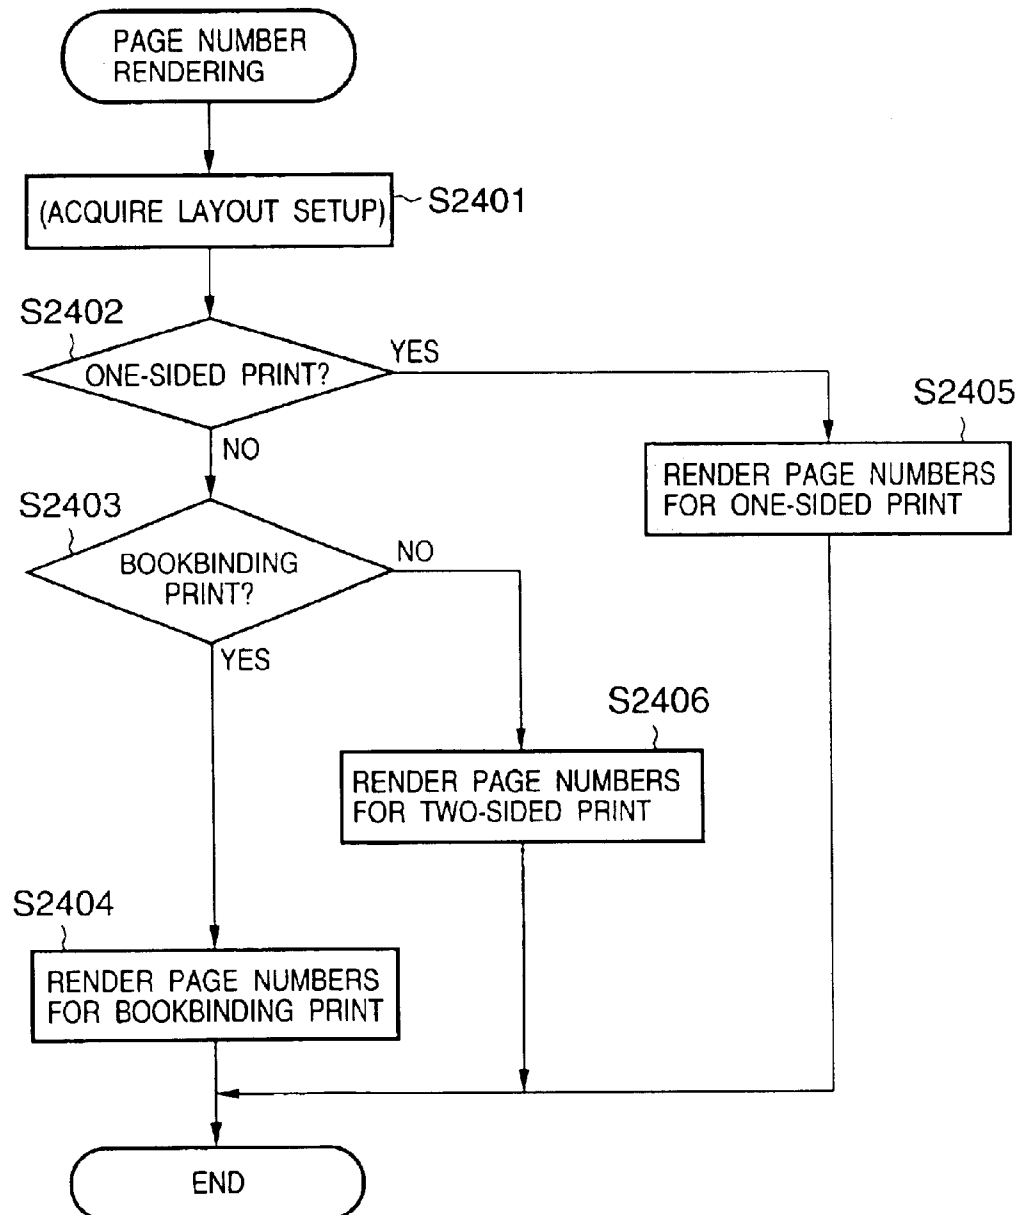 PAGE NUMBER
RENDERING
(ACQUIRE LAYOUT SETUP)
S2401
S2402
ONE-SIDED PRINT?
YES
NO
S2405
RENDER PAGE NUMBERS
FOR ONE-SIDED PRINT
S2403
BOOKBINDING
PRINT?
NO
YES
S2406
RENDER PAGE NUMBERS
FOR TWO-SIDED PRINT
S2404
RENDER PAGE NUMBERS
FOR BOOKBINDING PRINT
END